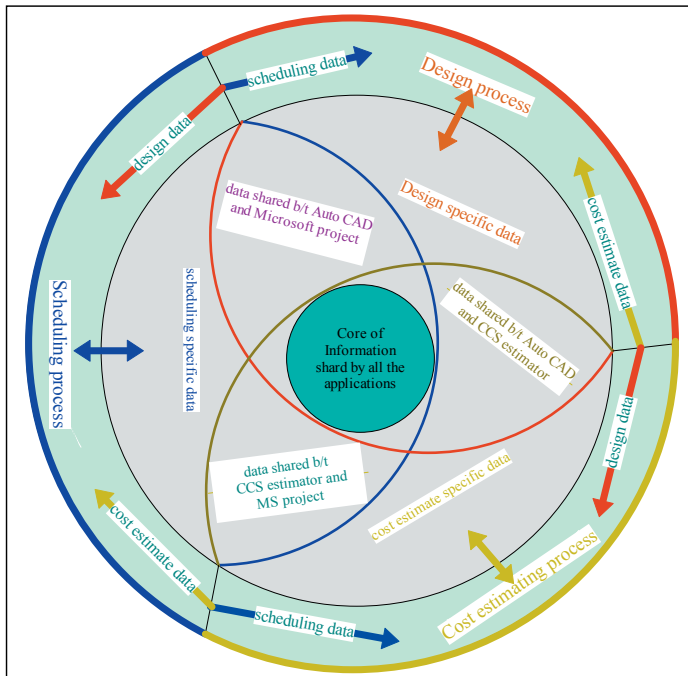 scheduling data
Design process
design data
data shared b/t Auto CAD
and Microsoft project
Design specific data
cost estimate data
Scheduling process
scheduling specific data
Core of
Information
shard by all the
applications
data shared b/t Auto CAD
and CCS estimator
design data
data shared b/t
CCS estimator and
MS project
cost estimate specific data
cost estimate data
Cost estimating process
scheduling data